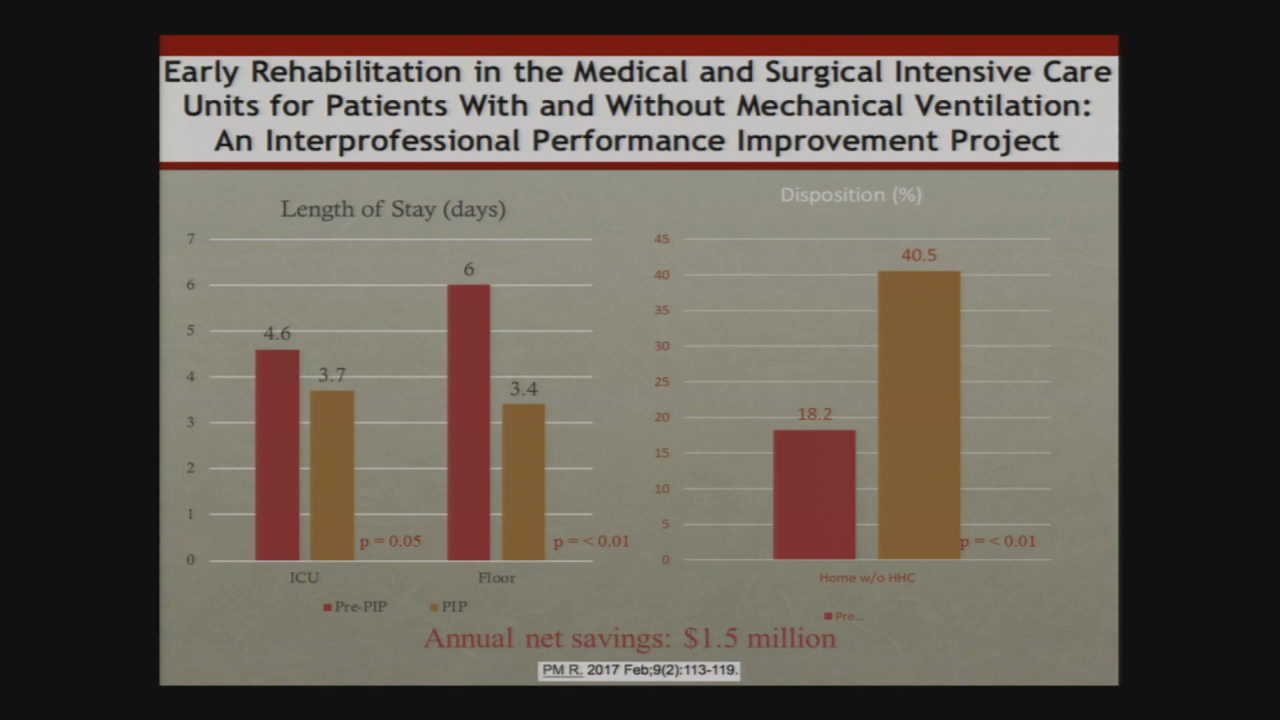 Early Rehabilitation in the Medical and Surgical Intensive Care
Units for Patients With and Without Mechanical Ventilation:
An Interprofessional Performance Improvement Project
Length of Stay (days)
7
6
5
4
3
2
1
0
4.6
3.7
6
3.4
p = 0.05
p = < 0.01
ICU
Floor
Pre-PIP
PIP
Disposition (%)
45
40
35
30
25
20
15
10
5
0
18.2
40.5
p = < 0.01
Home w/o HHC
Pre...
Annual net savings: $1.5 million
PM R. 2017 Feb;9(2):113-119.